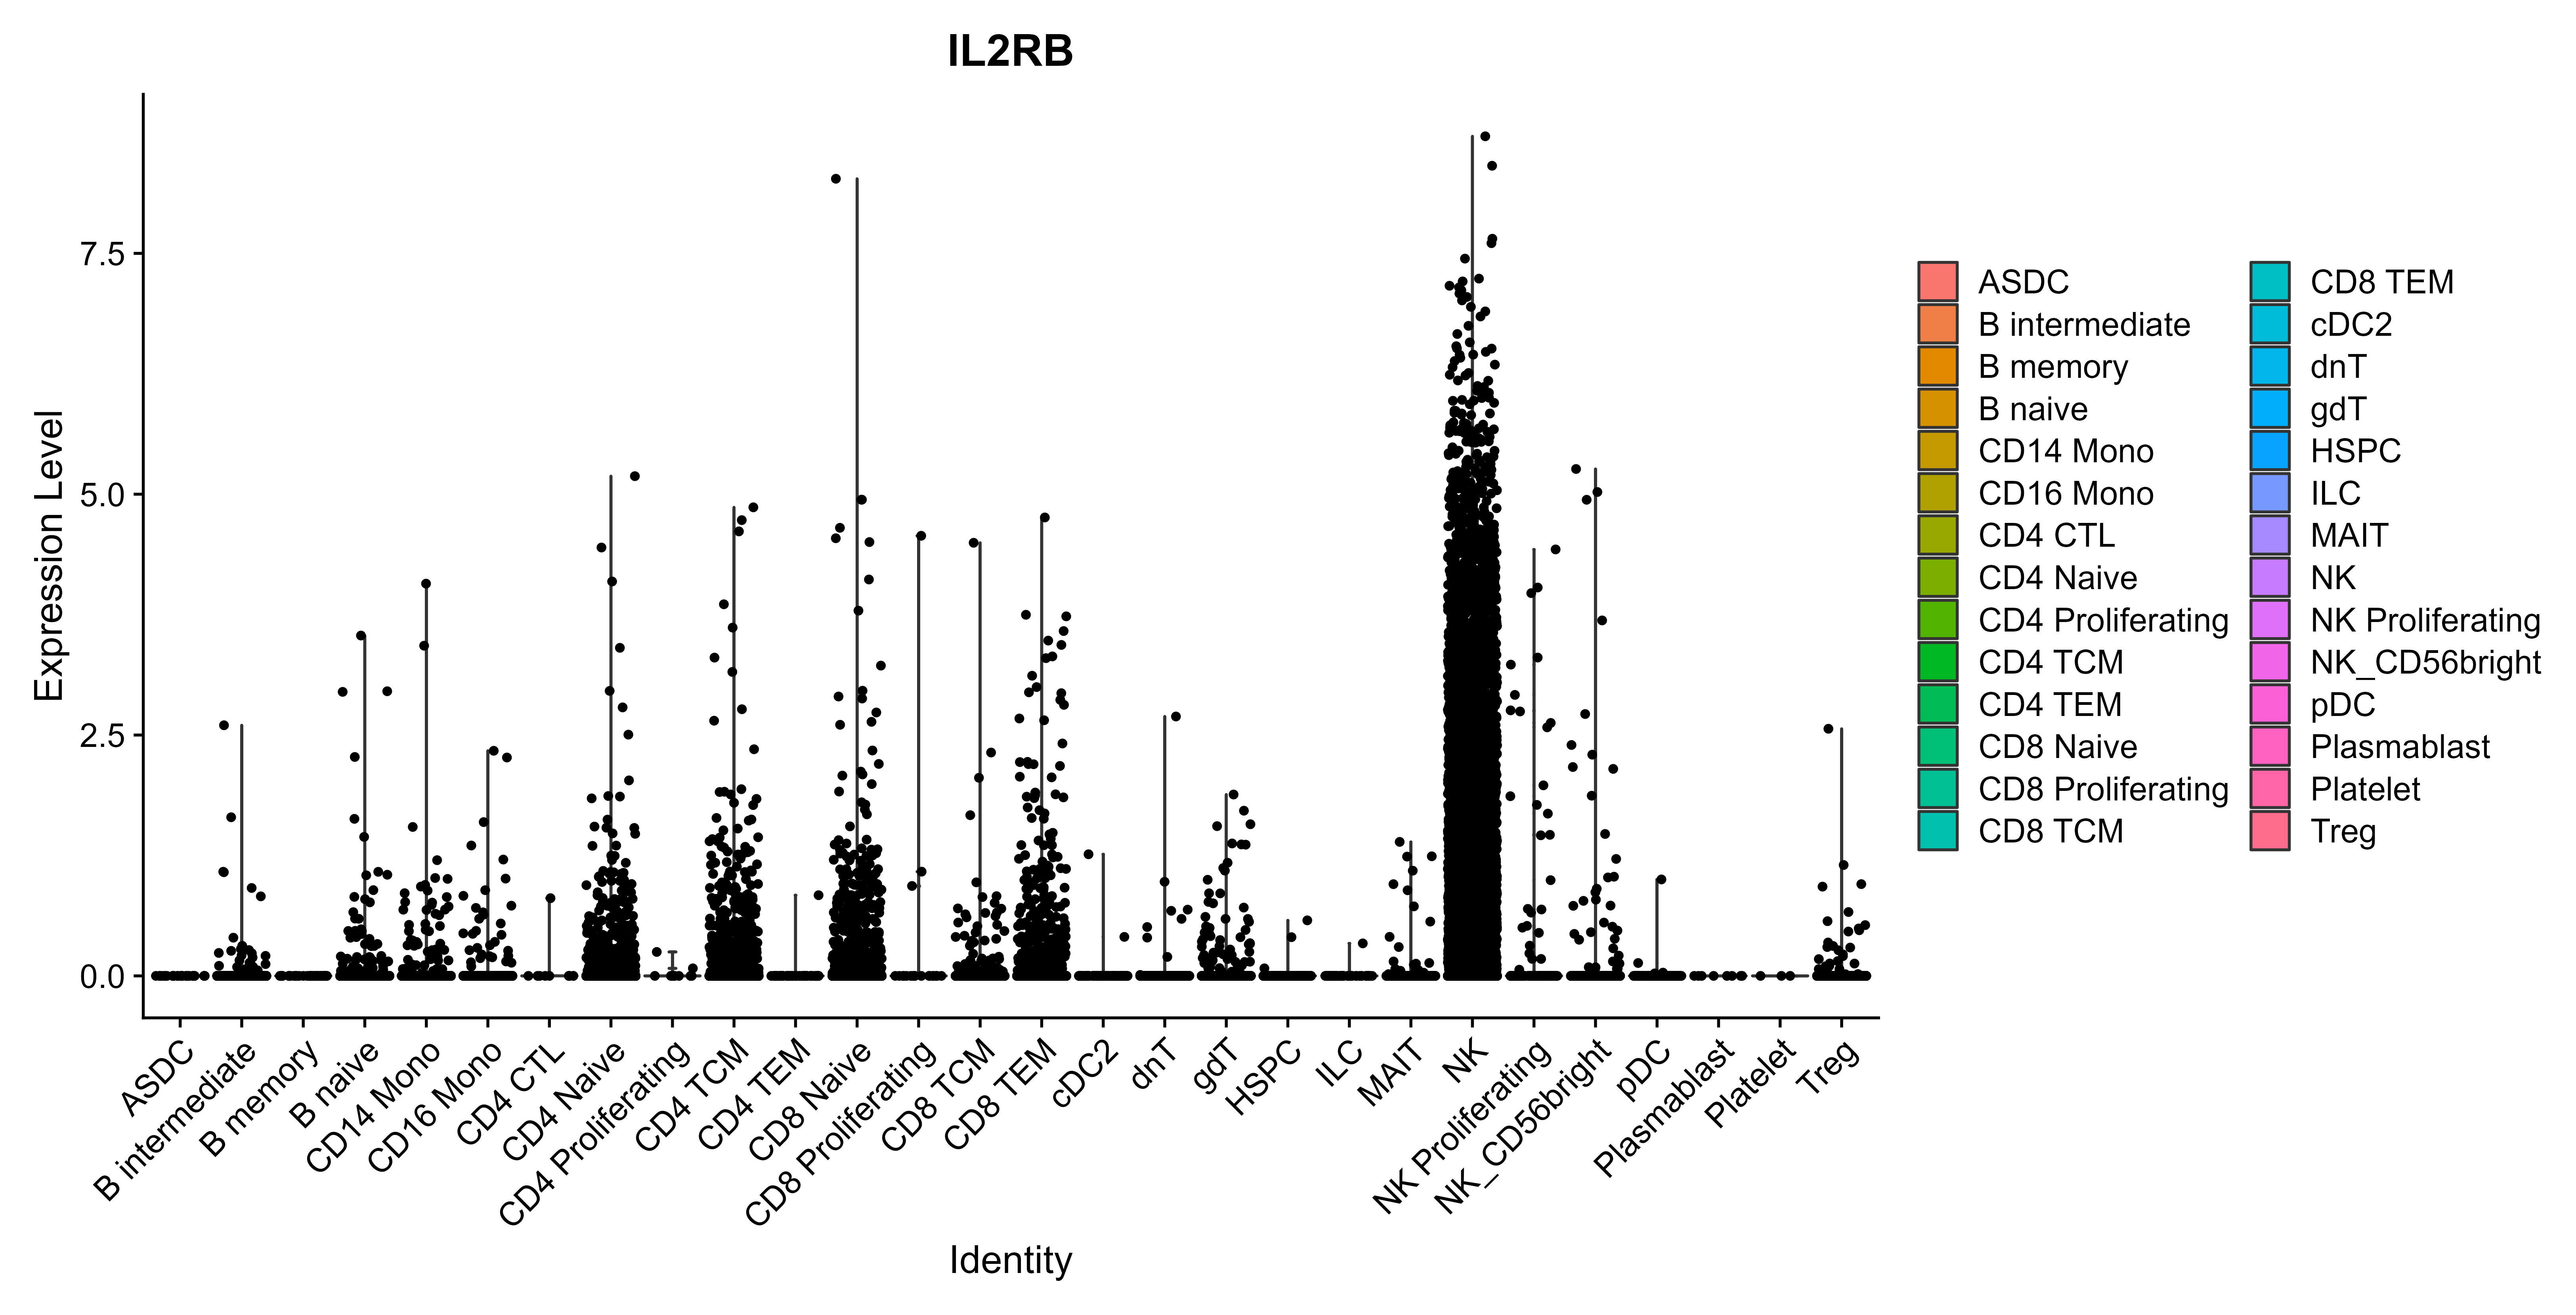 IL2RB
Expression Level
7.5
5.0
2.5
0.0
ASDC
B intermediate
B memory
B naive
CD14 Mono
CD16 Mono
CD4 CTL
CD4 Naive
CD4 Proliferating
CD4 TCM
CD4 TEM
CD8 Naive
CD8 Proliferating
CD8 TCM
CD8 TEM
cDC2
dnT
gdT
HSPC
ILC
MAIT
NK
NK Proliferating
NK_CD56bright
pDC
Plasmablast
Platelet
Treg
Identity
ASDC
B intermediate
B memory
B naive
CD14 Mono
CD16 Mono
CD4 CTL
CD4 Naive
CD4 Proliferating
CD4 TCM
CD4 TEM
CD8 Naive
CD8 Proliferating
CD8 TCM
CD8 TEM
cDC2
dnT
gdT
HSPC
ILC
MAIT
NK
NK Proliferating
NK_CD56bright
pDC
Plasmablast
Platelet
Treg